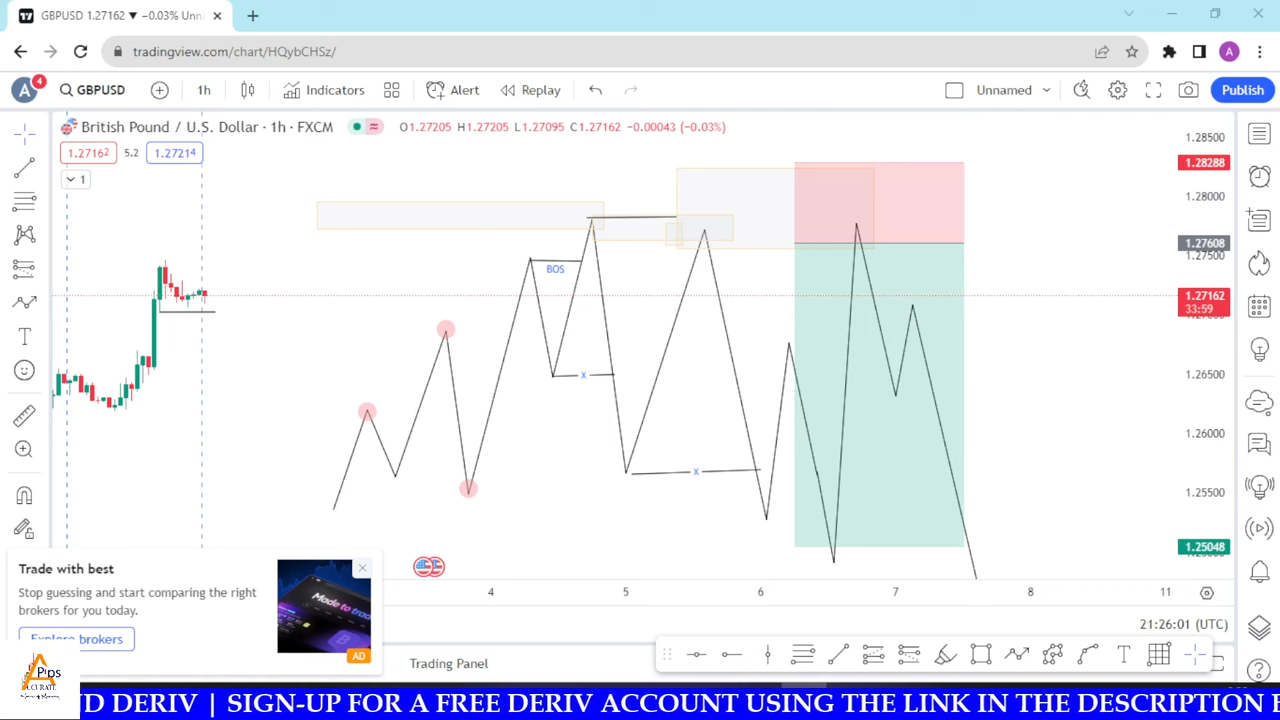 GBPUSD 1.27162 ▼ −0.03% Unna
tradingview.com/chart/HQybCHSz/
A
A 4
GBPUSD
1h
Indicators
Alert
Replay
Unnamed
Publish
British Pound / U.S. Dollar · 1h · FXCM
O1.27205 H1.27205 L1.27095 C1.27162 −0.00043 (−0.03%)
1.27162 5.2 1.27214
1
1.28500
1.28288
1.28000
1.27608
1.27500
1.27162
33:59
1.26500
1.26000
1.25500
1.25048
BOS
X
X
Trade with best
Stop guessing and start comparing the right
brokers for you today.
Explore brokers
Made to
AD
4 5 6 7 8 11
21:26:01 (UTC)
Trading Panel
Pips
ACCURATE
D DERIV | SIGN-UP FOR A FREE DERIV ACCOUNT USING THE LINK IN THE DESCRIPTION